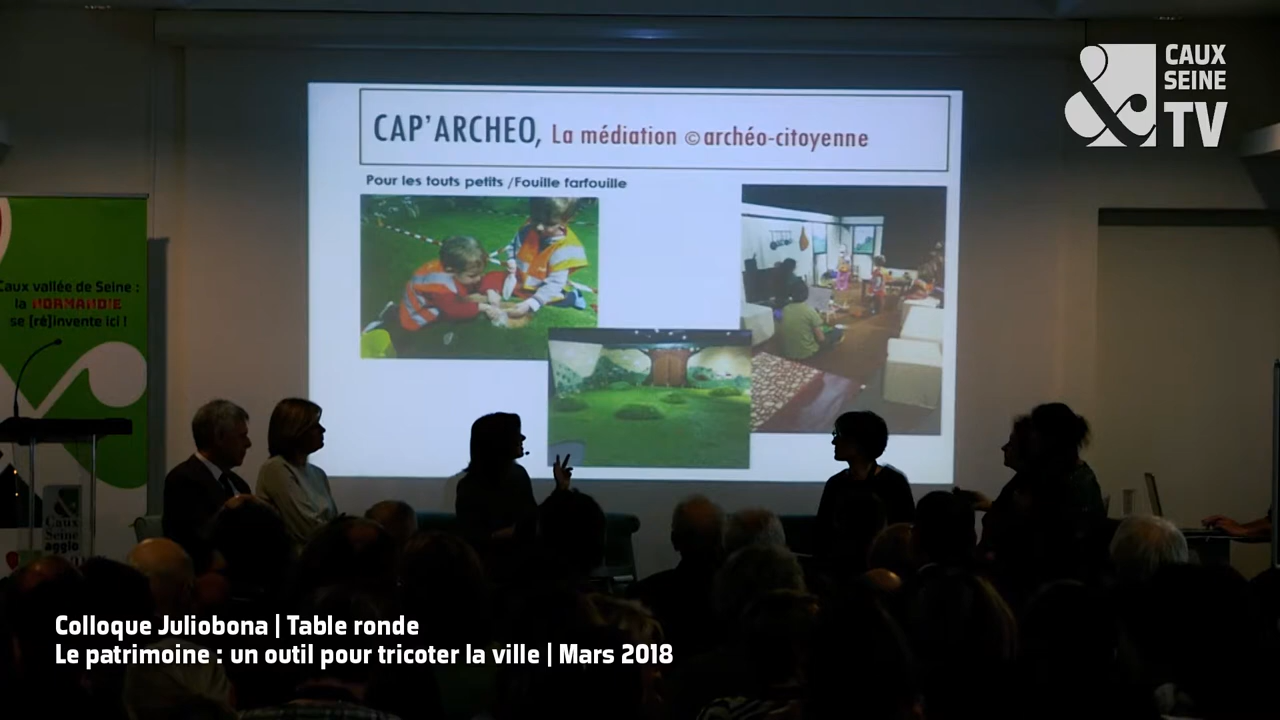 CAUX
SEINE
TV
CAP'ARCHEO, La médiation ©archéo-citoyenne
Pour les touts petits /Fouille farfouille
Caux vallée de Seine :
la NORMANDIE
se [ré]invente ici !
Caux
Seine
agglo
Colloque Juliobona | Table ronde
Le patrimoine : un outil pour tricoter la ville | Mars 2018